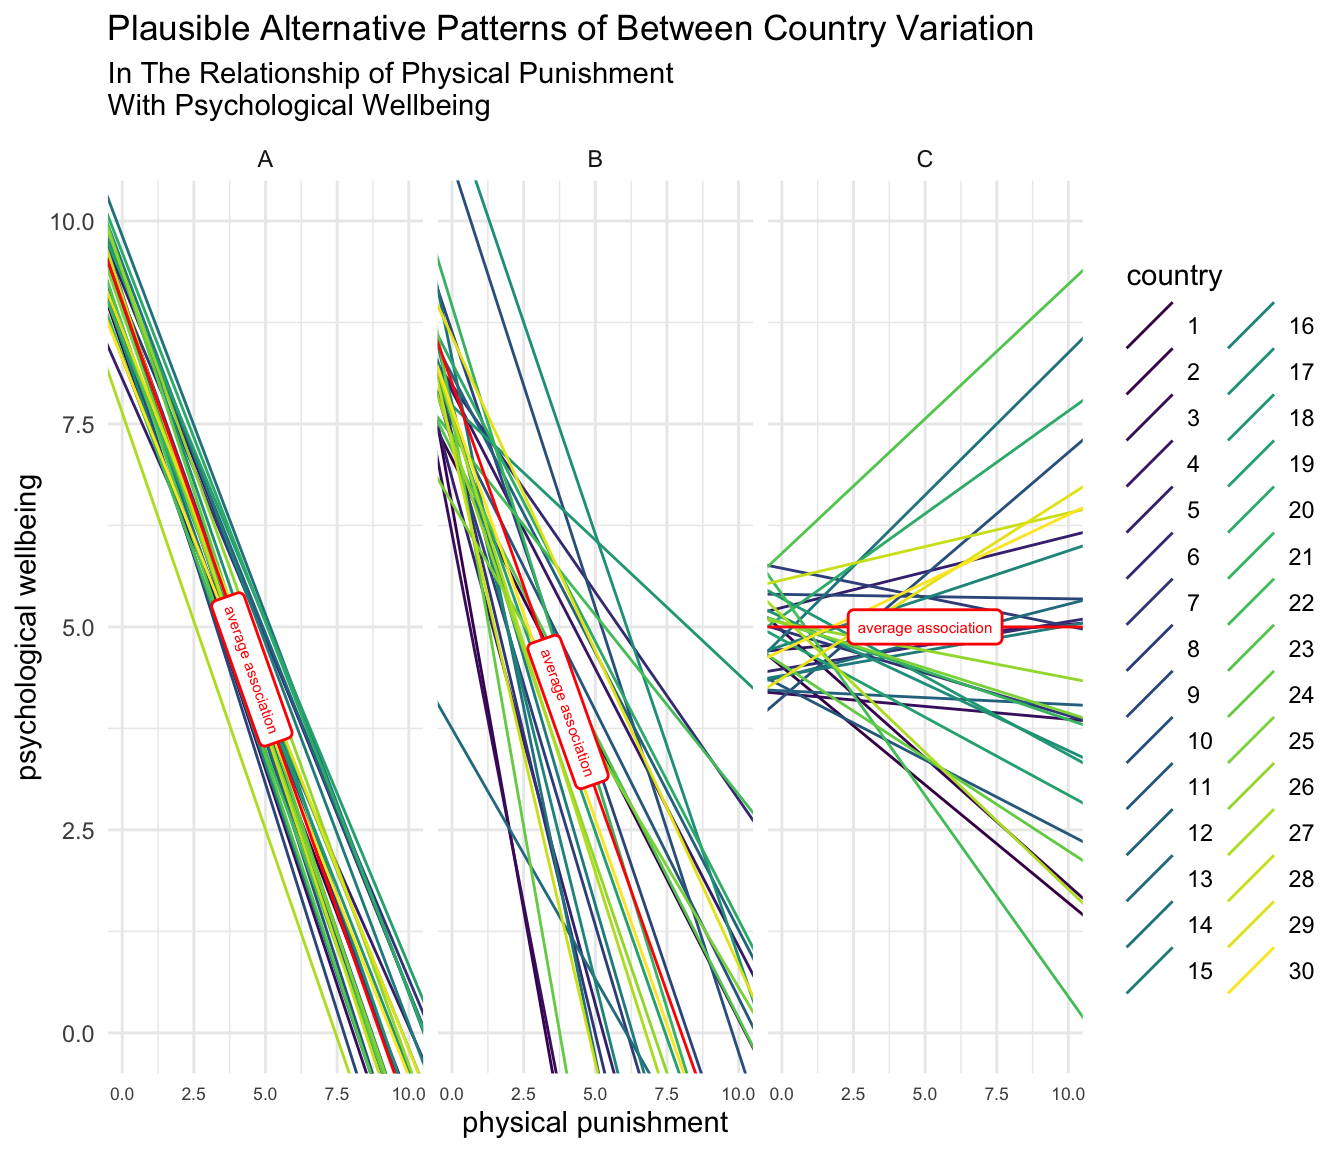 Plausible Alternative Patterns of Between Country Variation
In The Relationship of Physical Punishment
With Psychological Wellbeing
A
B
C
psychological wellbeing
10.0
7.5
5.0
2.5
0.0
average association
average association
average association
0.0 2.5 5.0 7.5 10.0
0.0 2.5 5.0 7.5 10.0
0.0 2.5 5.0 7.5 10.0
physical punishment
country
1
2
3
4
5
6
7
8
9
10
11
12
13
14
15
16
17
18
19
20
21
22
23
24
25
26
27
28
29
30